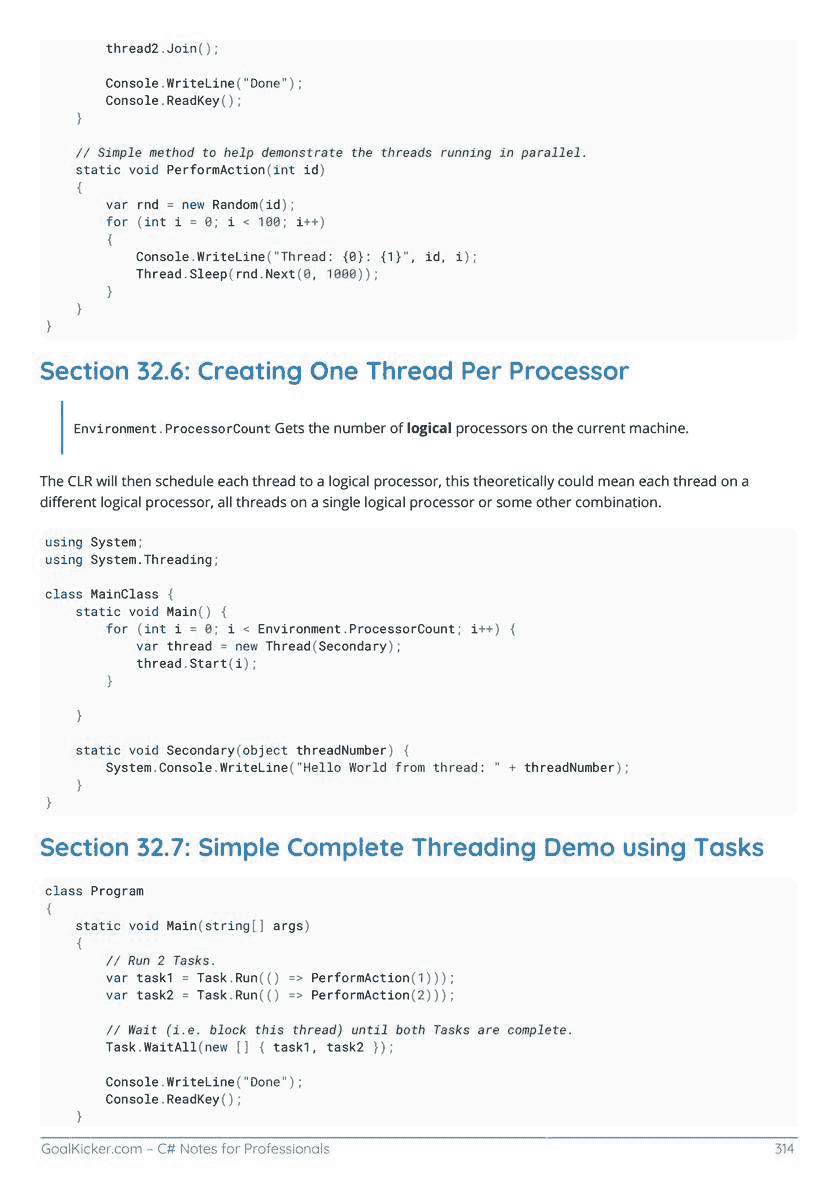 thread2.Join();

        Console.WriteLine("Done");
        Console.ReadKey();
    }

    // Simple method to help demonstrate the threads running in parallel.
    static void PerformAction(int id)
    {
        var rnd = new Random(id);
        for (int i = 0; i < 100; i++)
        {
            Console.WriteLine("Thread: {0}: {1}", id, i);
            Thread.Sleep(rnd.Next(0, 1000));
        }
    }
}
Section 32.6: Creating One Thread Per Processor
Environment.ProcessorCount Gets the number of logical processors on the current machine.
The CLR will then schedule each thread to a logical processor, this theoretically could mean each thread on a
different logical processor, all threads on a single logical processor or some other combination.
using System;
using System.Threading;

class MainClass {
    static void Main() {
        for (int i = 0; i < Environment.ProcessorCount; i++) {
            var thread = new Thread(Secondary);
            thread.Start(i);
        }

    }

    static void Secondary(object threadNumber) {
        System.Console.WriteLine("Hello World from thread: " + threadNumber);
    }
}
Section 32.7: Simple Complete Threading Demo using Tasks
class Program
{
    static void Main(string[] args)
    {
        // Run 2 Tasks.
        var task1 = Task.Run(() => PerformAction(1)));
        var task2 = Task.Run(() => PerformAction(2)));

        // Wait (i.e. block this thread) until both Tasks are complete.
        Task.WaitAll(new [] { task1, task2 });

        Console.WriteLine("Done");
        Console.ReadKey();
    }
GoalKicker.com – C# Notes for Professionals 314